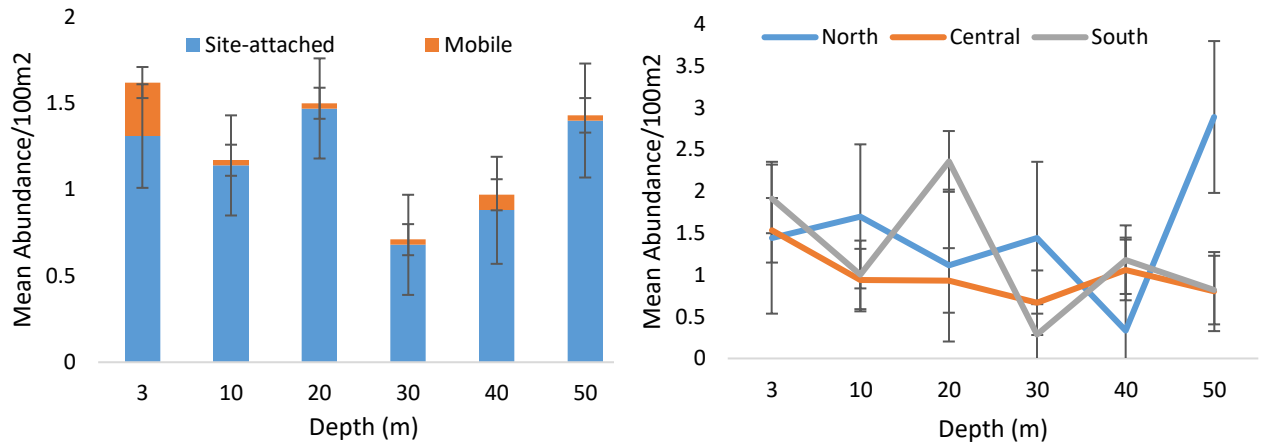 2
1.5
1
0.5
0
Mean Abundance/100m2
Site-attached Mobile
3 10 20 30 40 50
Depth (m)
4
3.5
3
2.5
2
1.5
1
0.5
0
Mean Abundance/100m2
North Central South
3 10 20 30 40 50
Depth (m)